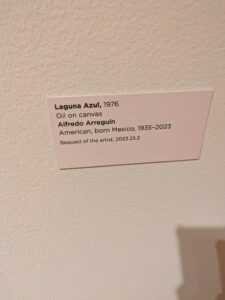 Laguna Azul, 1976
Oil on canvas
Alfredo Arreguín
American, born Mexico, 1935–2023
Bequest of the artist, 2023.25.2